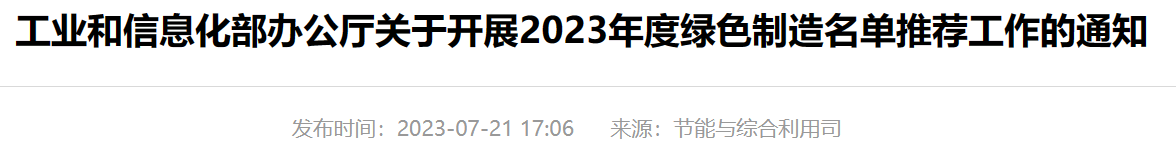 工业和信息化部办公厅关于开展2023年度绿色制造名单推荐工作的通知
发布时间：2023-07-21 17:06 来源：节能与综合利用司